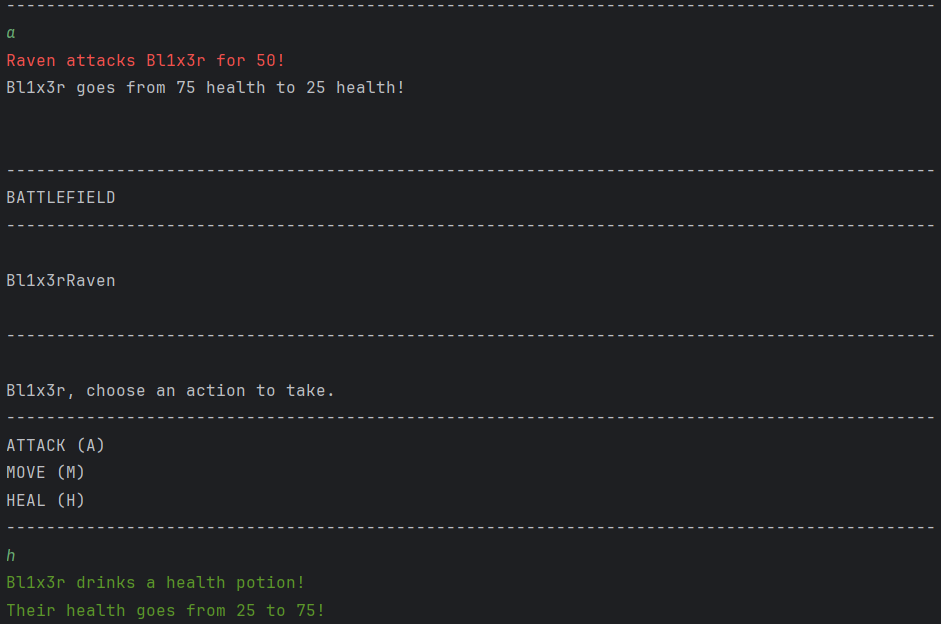 ---------------------------------------------------------------------------------------------
a
Raven attacks Bl1x3r for 50!
Bl1x3r goes from 75 health to 25 health!
---------------------------------------------------------------------------------------------
BATTLEFIELD
---------------------------------------------------------------------------------------------
Bl1x3rRaven
---------------------------------------------------------------------------------------------
Bl1x3r, choose an action to take.
---------------------------------------------------------------------------------------------
ATTACK (A)
MOVE (M)
HEAL (H)
---------------------------------------------------------------------------------------------
h
Bl1x3r drinks a health potion!
Their health goes from 25 to 75!